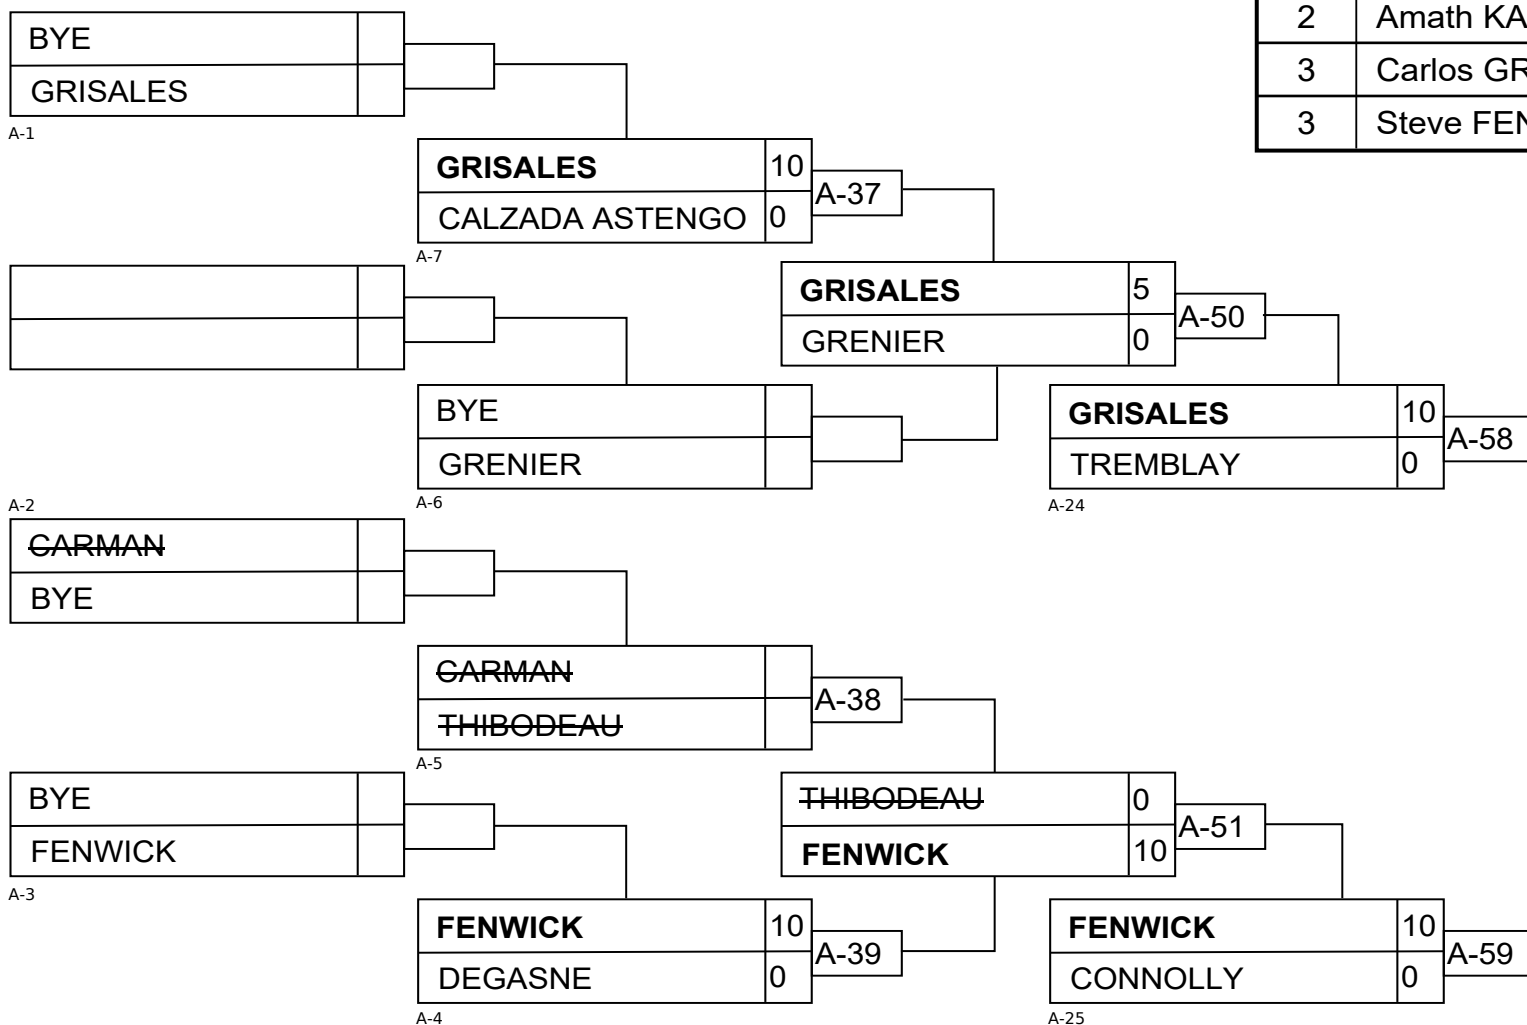 2 Amath KA
3 Carlos GR
3 Steve FEN
BYE
GRISALES
A-1
GRISALES 10
CALZADA ASTENGO 0
A-37
A-7
GRISALES 5
GRENIER 0
A-50
BYE
GRENIER
A-6
GRISALES 10
TREMBLAY 0
A-58
A-24
A-2
CARMAN
BYE
CARMAN
THIBODEAU
A-38
A-5
BYE
FENWICK
A-3
THIBODEAU 0
FENWICK 10
A-51
FENWICK 10
DEGASNE 0
A-39
A-4
FENWICK 10
CONNOLLY 0
A-59
A-25